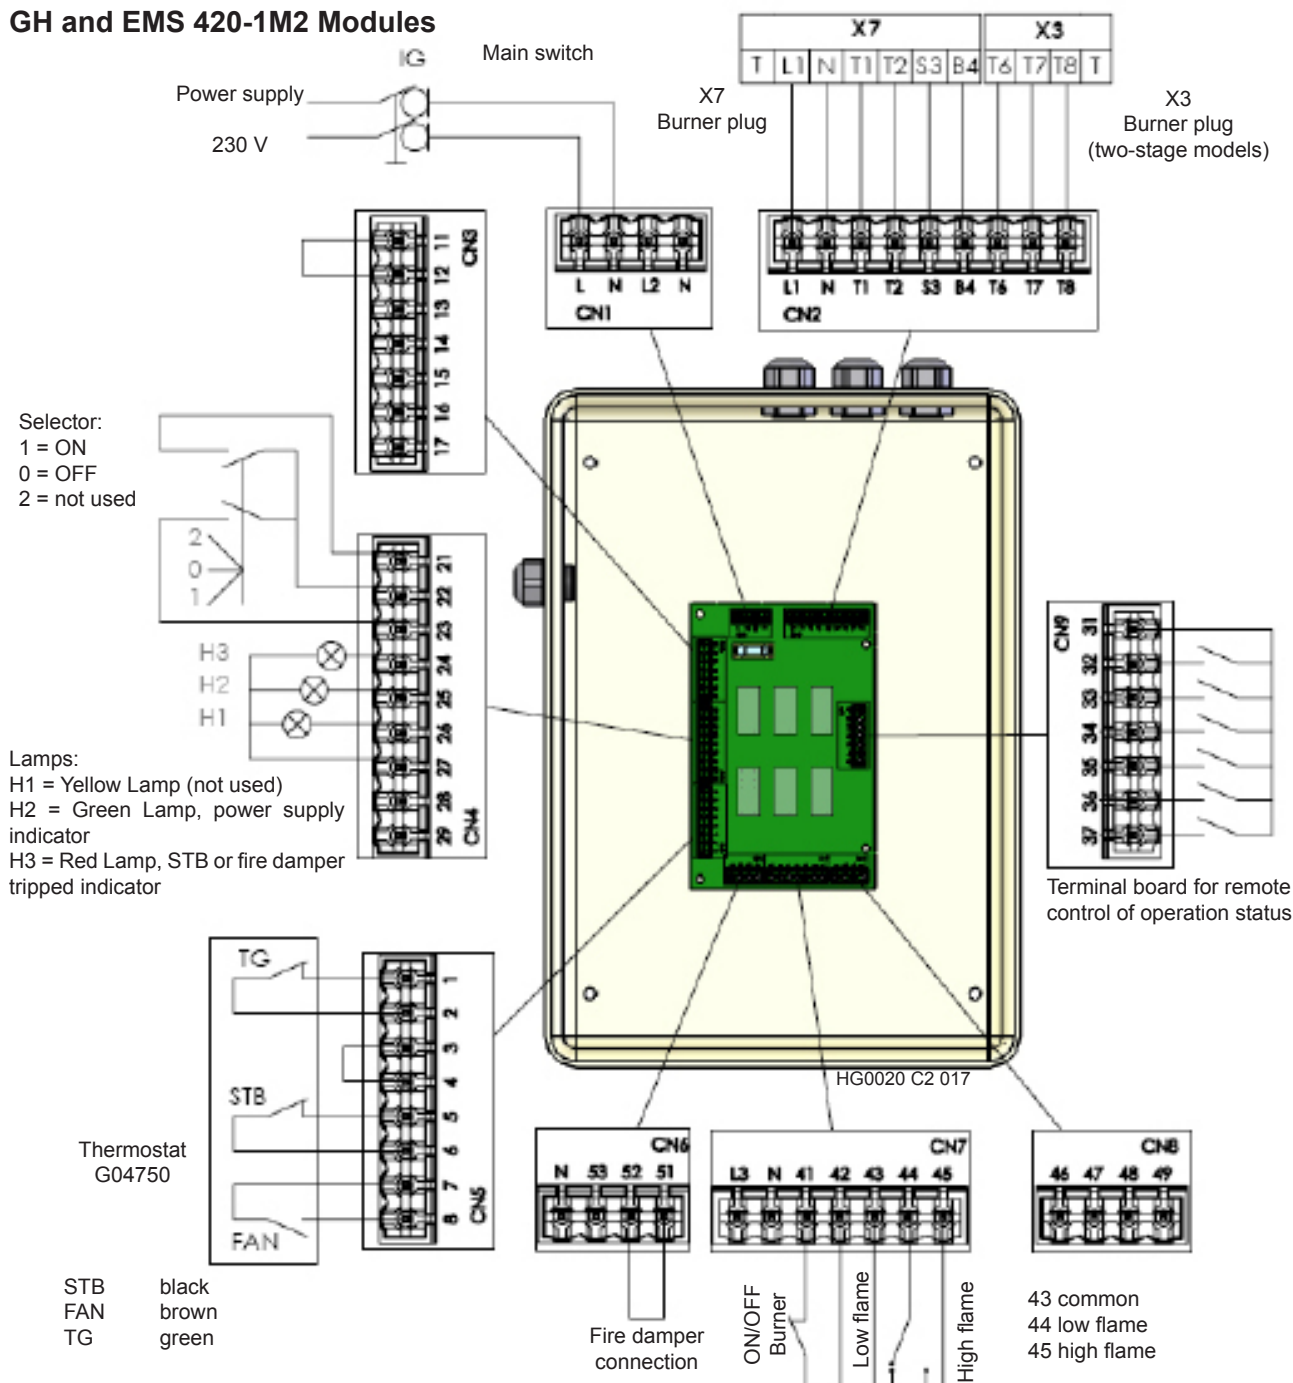 GH and EMS 420-1M2 Modules
IG
Main switch
Power supply
230 V
X7 X3
T L1 N T1 T2 S3 B4 T6 T7 T8 T
X7
Burner plug
X3
Burner plug
(two-stage models)
11
12
13
14
15
16
17
CN3
L N L2 N
CN1
L1 N T1 T2 S3 B4 T6 T7 T8
CN2
Selector:
1 = ON
0 = OFF
2 = not used
2
0
1
H3
H2
H1
21
22
23
24
25
26
27
28
29
CN4
Lamps:
H1 = Yellow Lamp (not used)
H2 = Green Lamp, power supply
indicator
H3 = Red Lamp, STB or fire damper
tripped indicator
CN9
31
32
33
34
35
36
37
Terminal board for remote
control of operation status
TG
STB
FAN
1
2
3
4
5
6
7
8
CN5
Thermostat
G04750
STB black
FAN brown
TG green
HG0020 C2 017
CN6
N 53 52 51
Fire damper
connection
CN7
L3 N 41 42 43 44 45
ON/OFF
Burner
Low flame
High flame
CN8
46 47 48 49
43 common
44 low flame
45 high flame